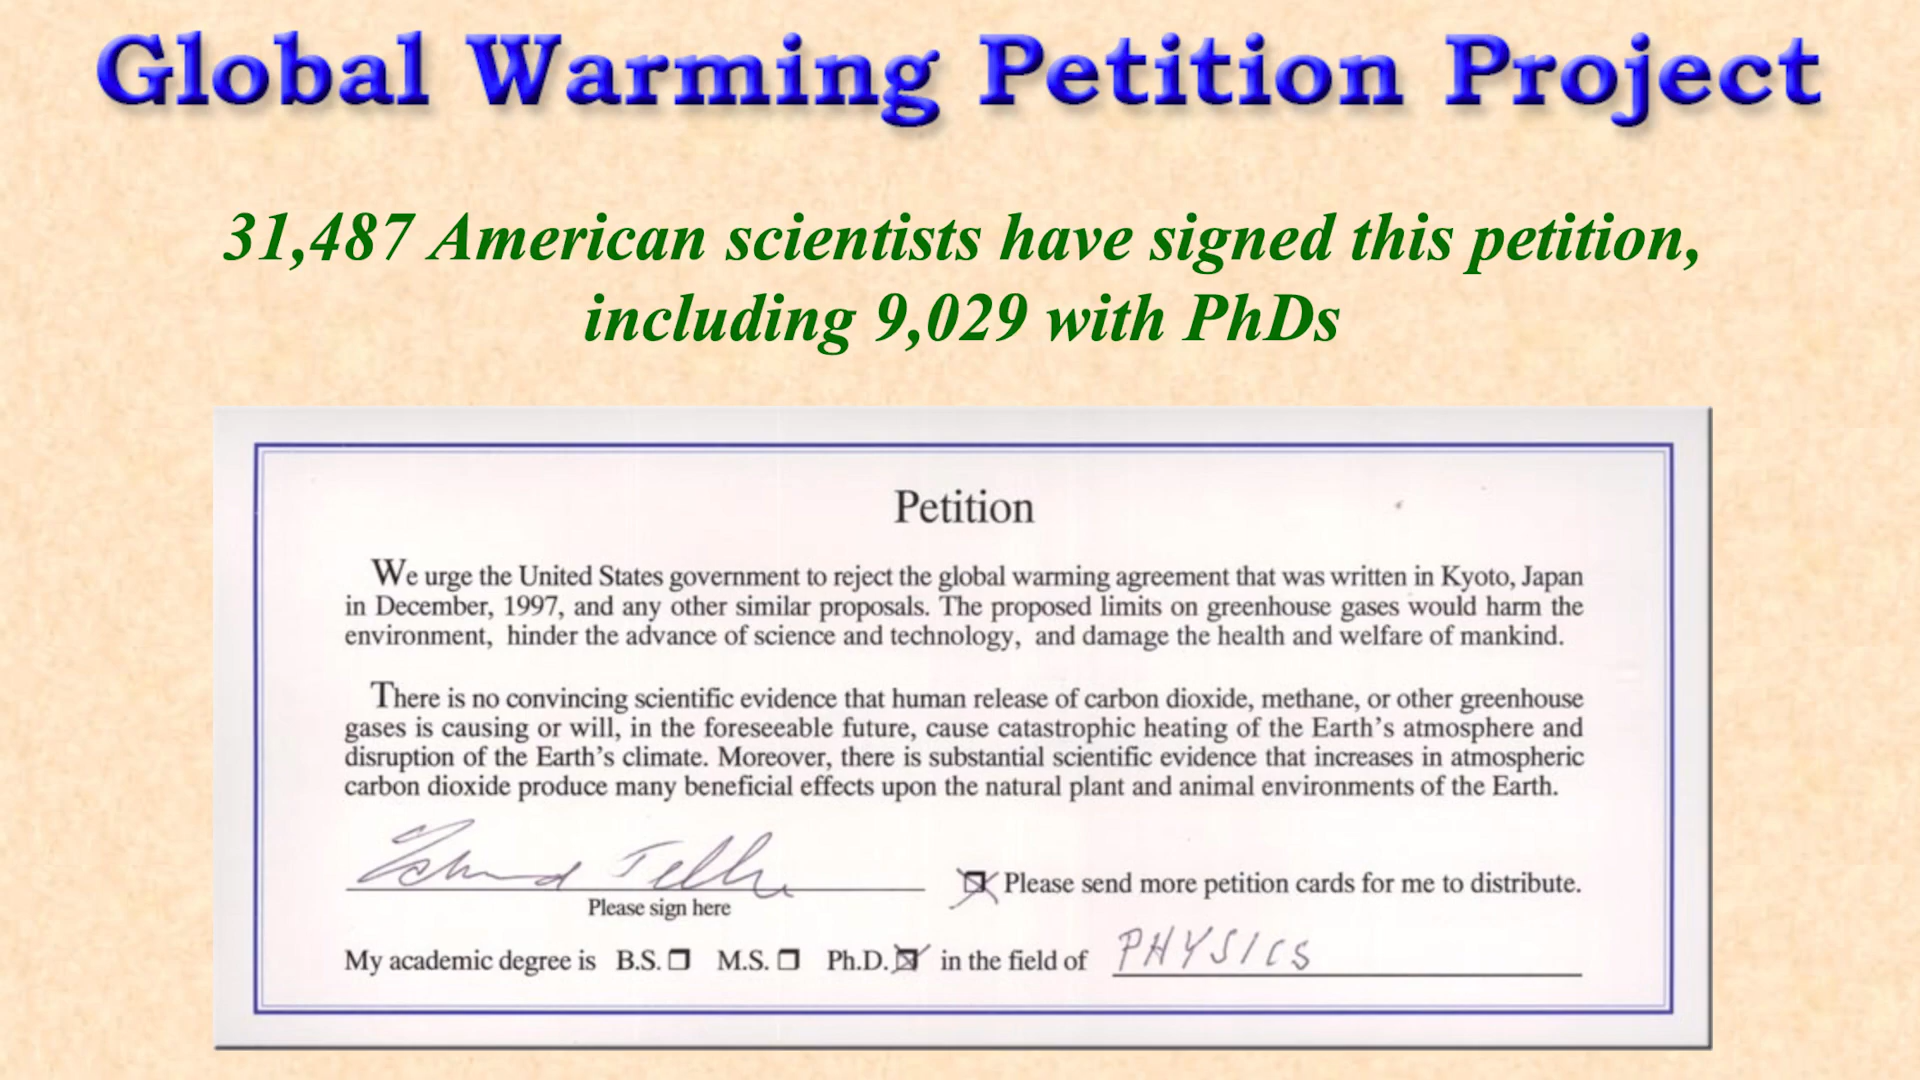 Global Warming Petition Project
31,487 American scientists have signed this petition,
including 9,029 with PhDs
Petition
We urge the United States government to reject the global warming agreement that was written in Kyoto, Japan
in December, 1997, and any other similar proposals. The proposed limits on greenhouse gases would harm the
environment, hinder the advance of science and technology, and damage the health and welfare of mankind.
There is no convincing scientific evidence that human release of carbon dioxide, methane, or other greenhouse
gases is causing or will, in the foreseeable future, cause catastrophic heating of the Earth's atmosphere and
disruption of the Earth's climate. Moreover, there is substantial scientific evidence that increases in atmospheric
carbon dioxide produce many beneficial effects upon the natural plant and animal environments of the Earth.
Edward Teller
Please send more petition cards for me to distribute.
Please sign here
My academic degree is B.S. M.S. Ph.D. in the field of PHYSICS